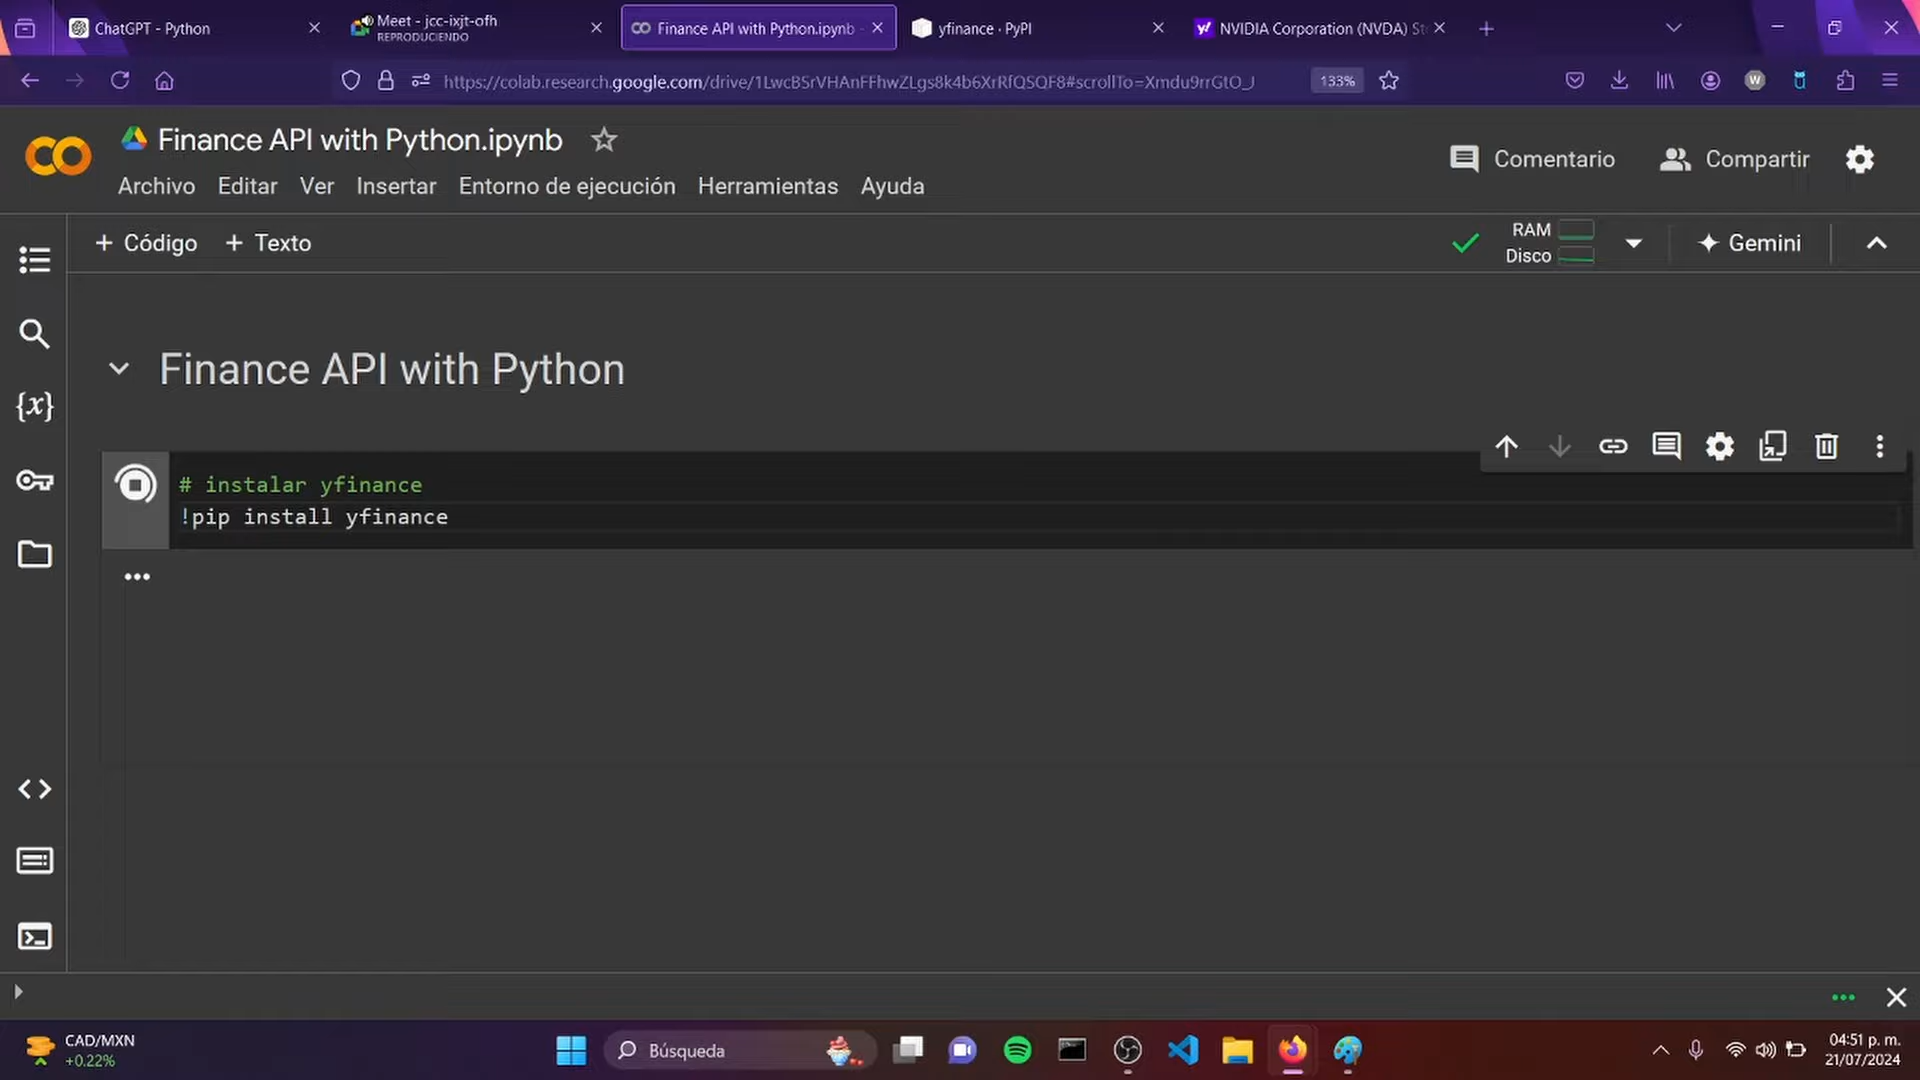 ChatGPT - Python
Meet - jcc-ixjt-ofh
REPRODUCIENDO
Finance API with Python.ipynb
yfinance · PyPI
NVIDIA Corporation (NVDA) St
https://colab.research.google.com/drive/1LwcBSrVHAnFFhwZLgs8k4b6XrRfQSQF8#scrollTo=Xmdu9rrGtO_J
133%
W
Finance API with Python.ipynb
Comentario
Compartir
Archivo
Editar
Ver
Insertar
Entorno de ejecución
Herramientas
Ayuda
+ Código
+ Texto
RAM
Disco
Gemini
{x}
Finance API with Python
# instalar yfinance
!pip install yfinance
CAD/MXN
+0.22%
Búsqueda
04:51 p. m.
21/07/2024